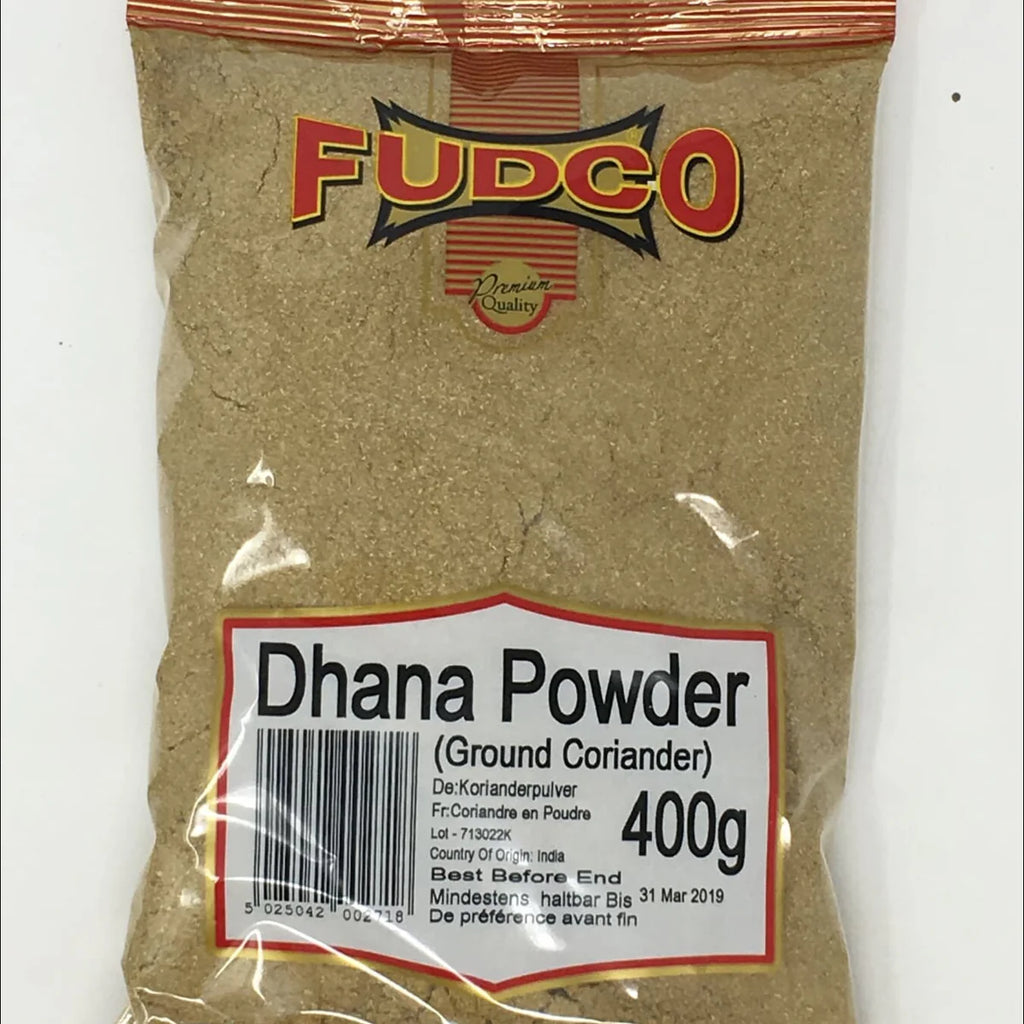 FUDCO
Premium
Quality
Dhana Powder
(Ground Coriander)
De:Korianderpulver
Fr:Coriandre en Poudre
400g
Lot - 713022K
Country Of Origin: India
Best Before End
Mindestens haltbar Bis 31 Mar 2019
De préférence avant fin
5 025042 002718